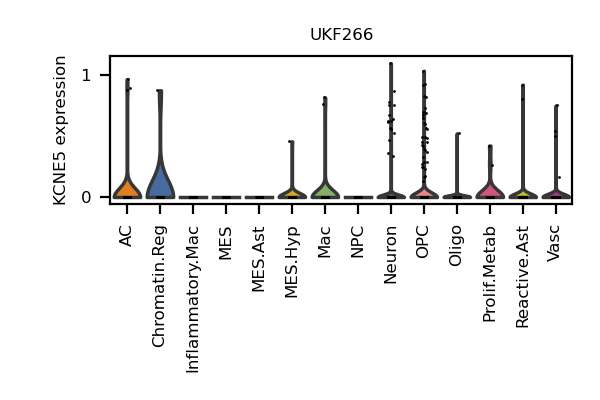 UKF266
KCNE5 expression
1
0
AC
Chromatin.Reg
Inflammatory.Mac
MES
MES.Ast
MES.Hyp
Mac
NPC
Neuron
OPC
Oligo
Prolif.Metab
Reactive.Ast
Vasc